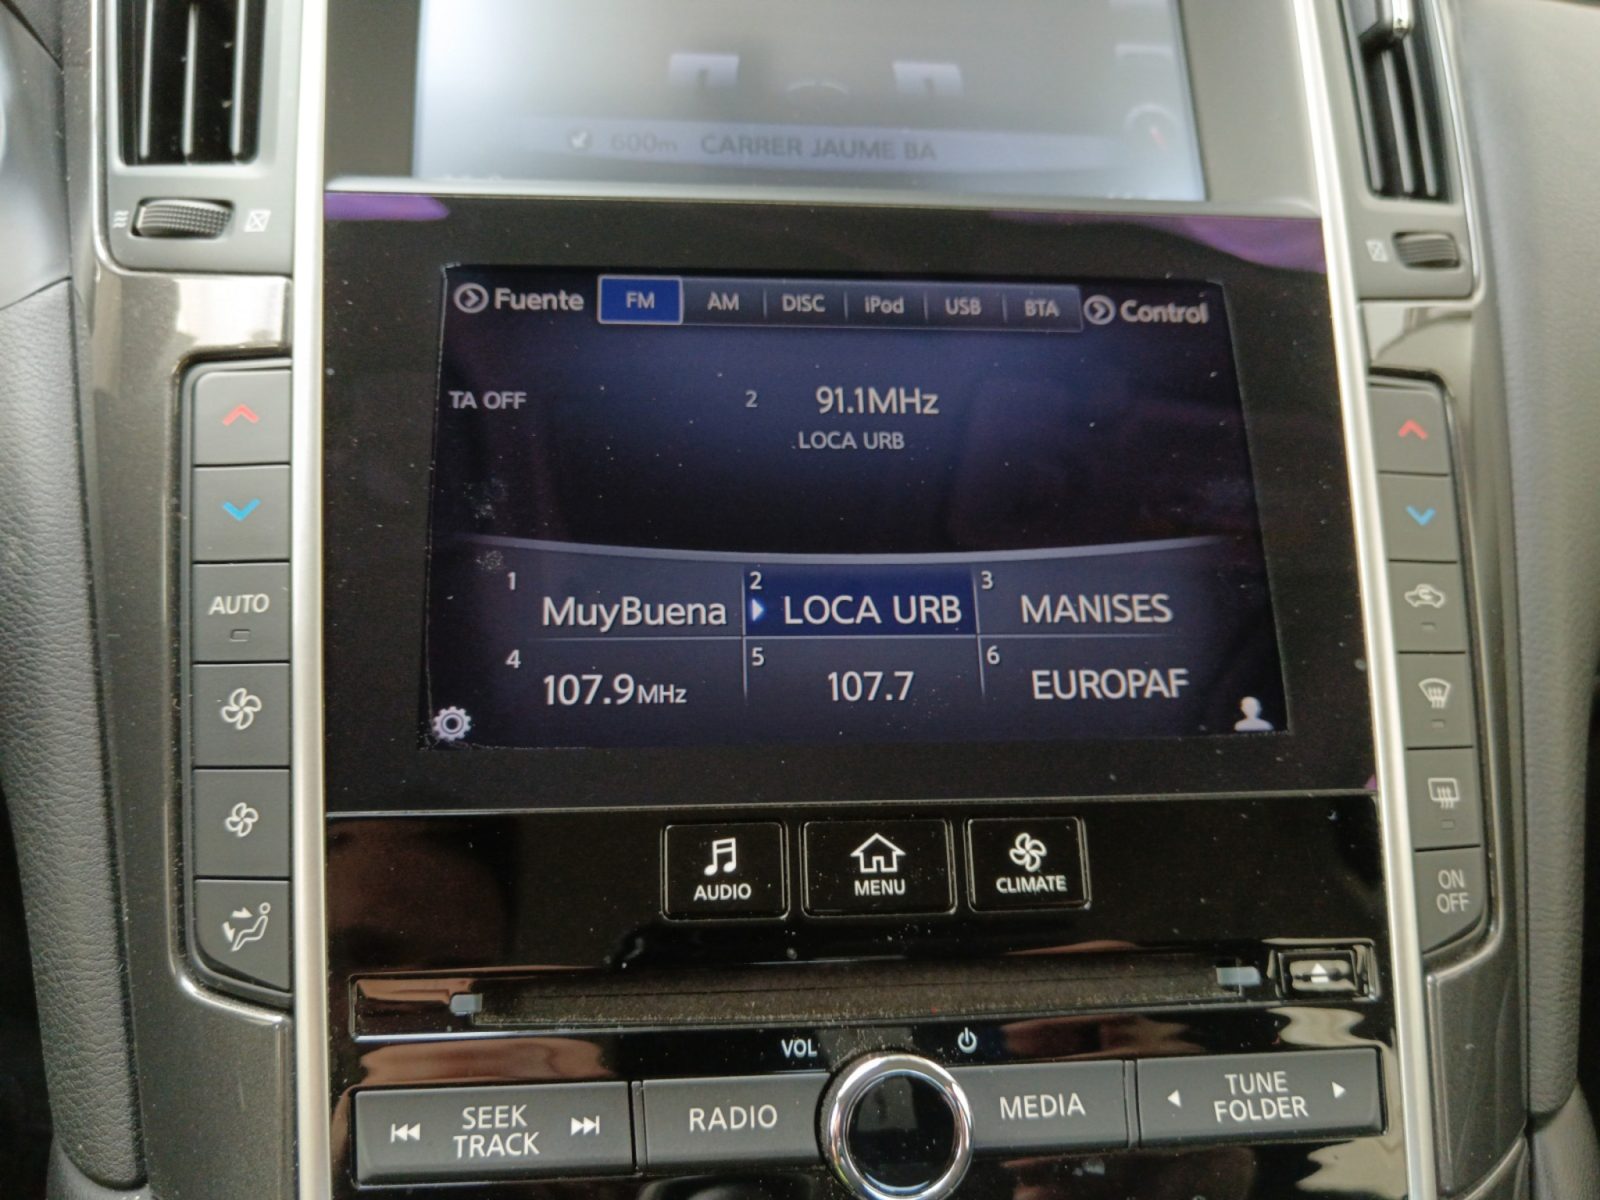 600m CARRER JAUME BA
Fuente FM AM DISC iPod USB BTA Control
TA OFF 2 91.1MHz
LOCA URB
1 MuyBuena 2 LOCA URB 3 MANISES
4 107.9MHz 5 107.7 6 EUROPAF
AUTO
AUDIO MENU CLIMATE
ON
OFF
VOL
SEEK
TRACK
RADIO
MEDIA
TUNE
FOLDER